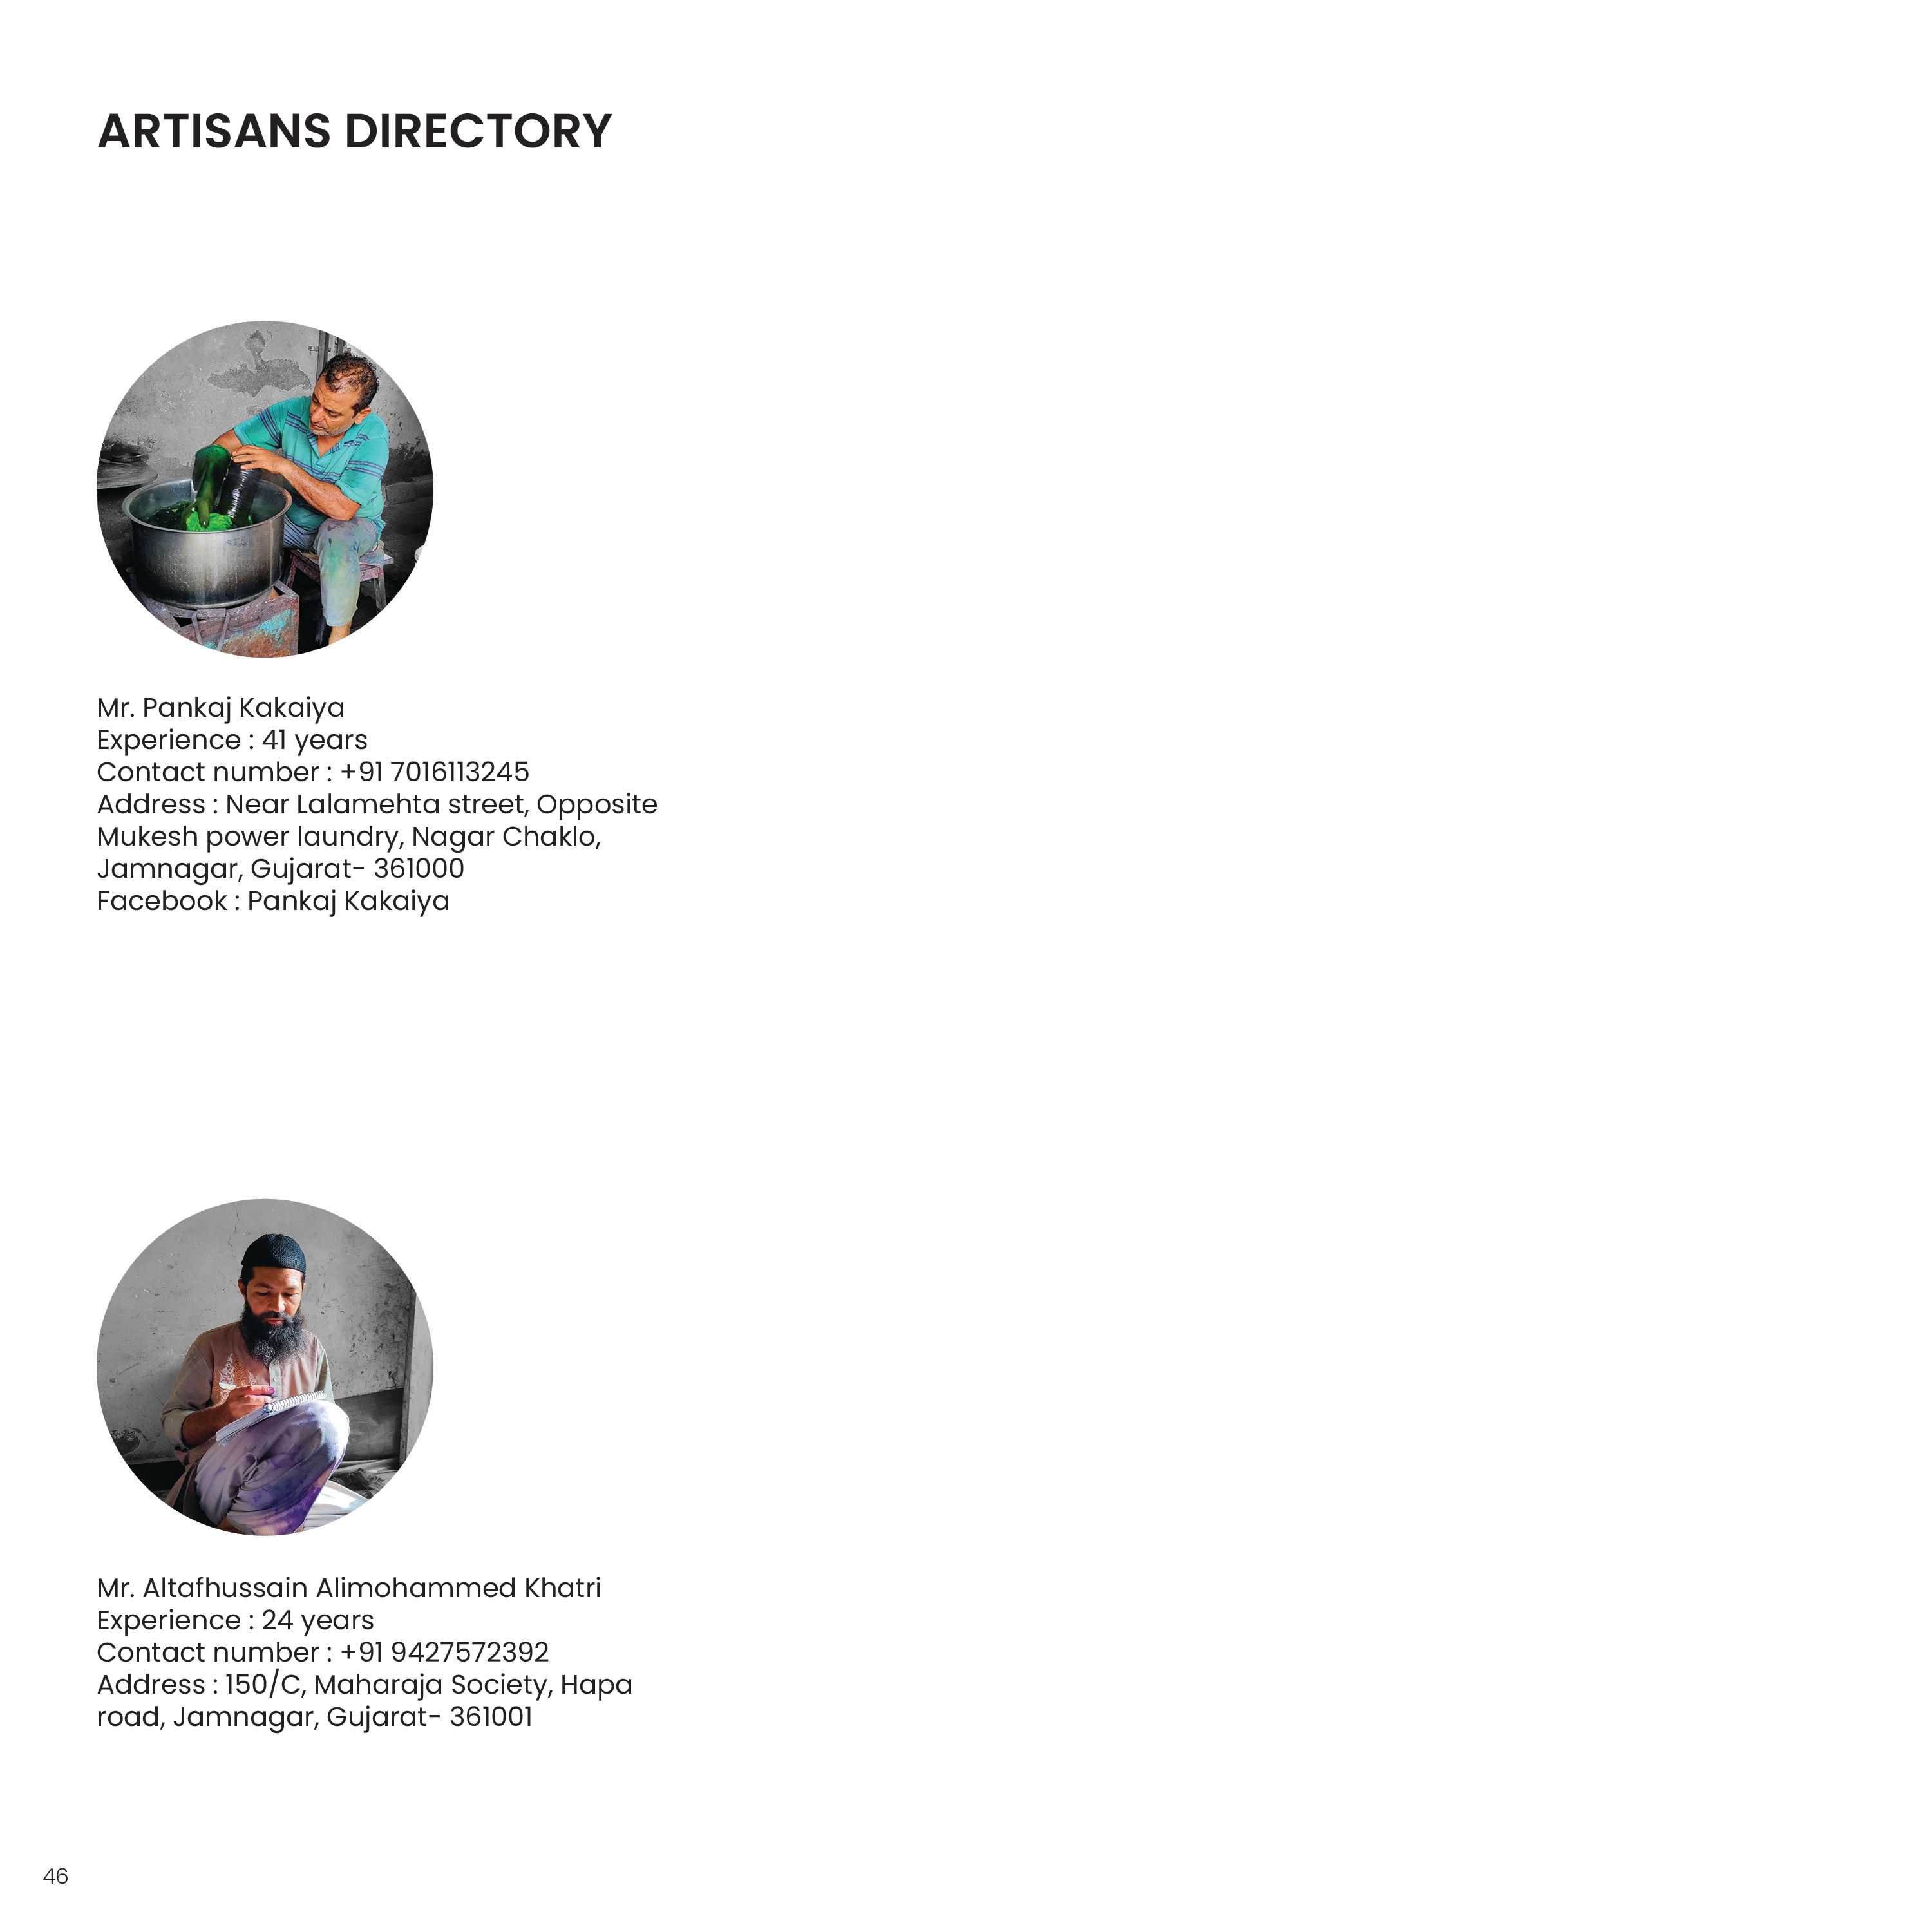 ARTISANS DIRECTORY
Mr. Pankaj Kakaiya
Experience : 41 years
Contact number : +91 7016113245
Address : Near Lalamehta street, Opposite
Mukesh power laundry, Nagar Chaklo,
Jamnagar, Gujarat- 361000
Facebook : Pankaj Kakaiya
Mr. Altafhussain Alimohammed Khatri
Experience : 24 years
Contact number : +91 9427572392
Address : 150/C, Maharaja Society, Hapa
road, Jamnagar, Gujarat- 361001
46